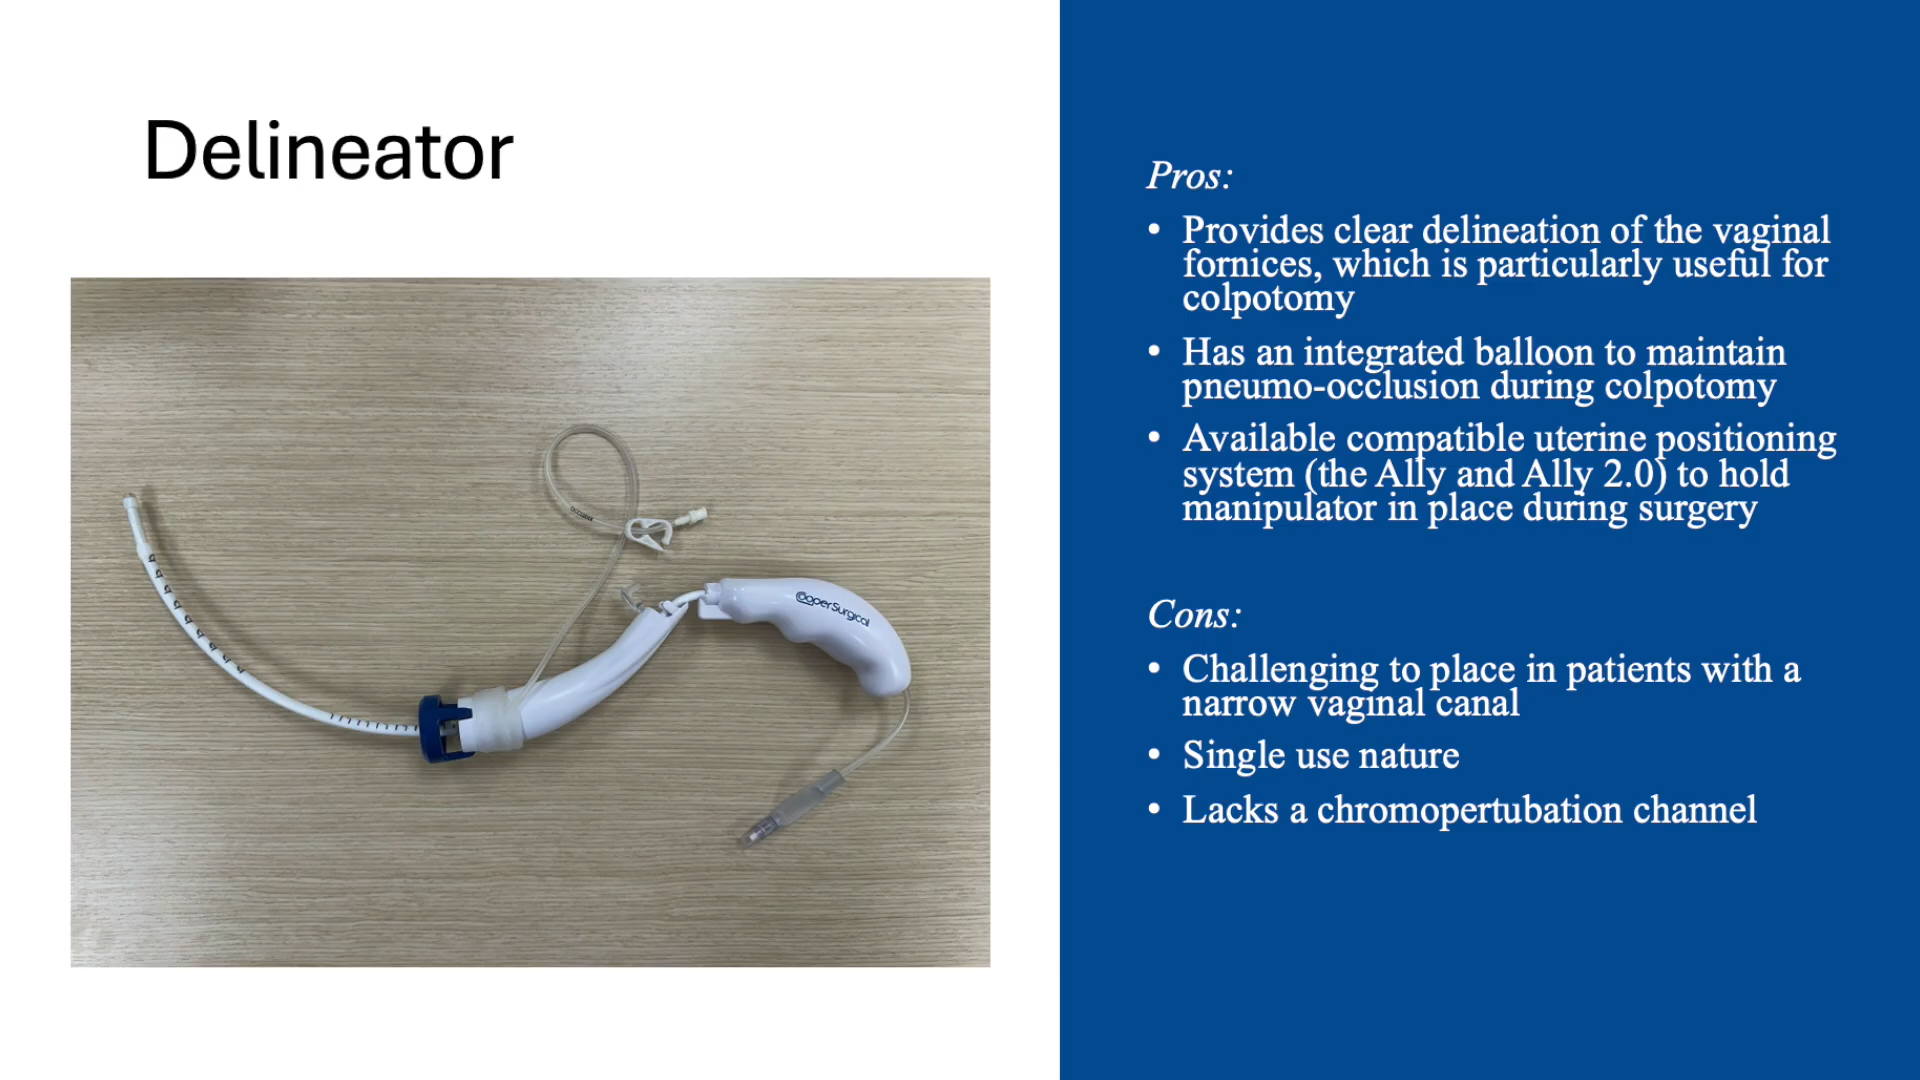 Delineator
Pros:
• Provides clear delineation of the vaginal
fornices, which is particularly useful for
colpotomy
• Has an integrated balloon to maintain
pneumo-occlusion during colpotomy
• Available compatible uterine positioning
system (the Ally and Ally 2.0) to hold
manipulator in place during surgery
Cons:
• Challenging to place in patients with a
narrow vaginal canal
• Single use nature
• Lacks a chromopertubation channel
CooperSurgical